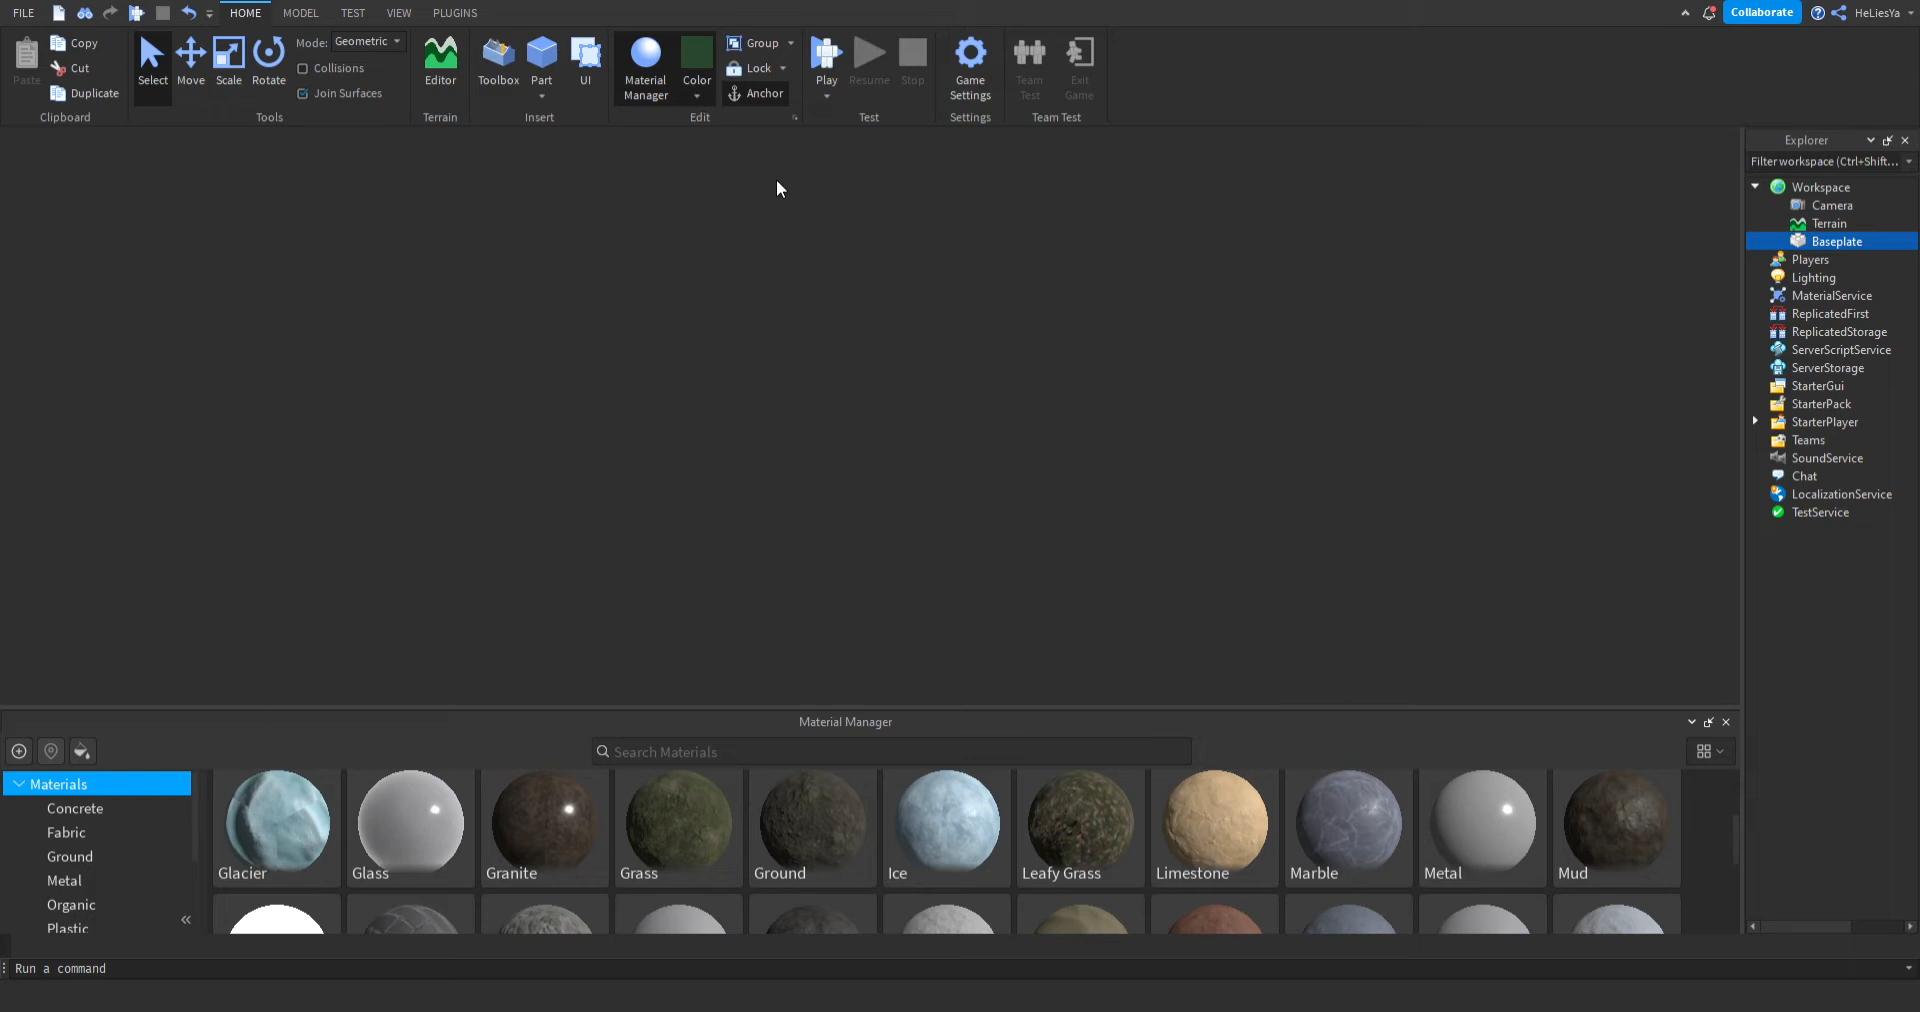 FILE HOME MODEL TEST VIEW PLUGINS Collaborate HeLiesYa
Paste Copy Cut Duplicate
Clipboard
Select Move Scale Rotate Mode: Geometric
Collisions
Join Surfaces
Tools
Editor
Terrain
Toolbox Part UI
Insert
Material Manager Color Group
Lock
Anchor
Edit
Play Resume Stop
Test
Game Settings
Settings
Team Test Exit Game
Team Test
Explorer
Filter workspace (Ctrl+Shift...
Workspace
Camera
Terrain
Baseplate
Players
Lighting
MaterialService
ReplicatedFirst
ReplicatedStorage
ServerScriptService
ServerStorage
StarterGui
StarterPack
StarterPlayer
Teams
SoundService
Chat
LocalizationService
TestService
Material Manager
Search Materials
Materials
Concrete
Fabric
Ground
Metal
Organic
Plastic
Glacier Glass Granite Grass Ground Ice Leafy Grass Limestone Marble Metal Mud
Run a command